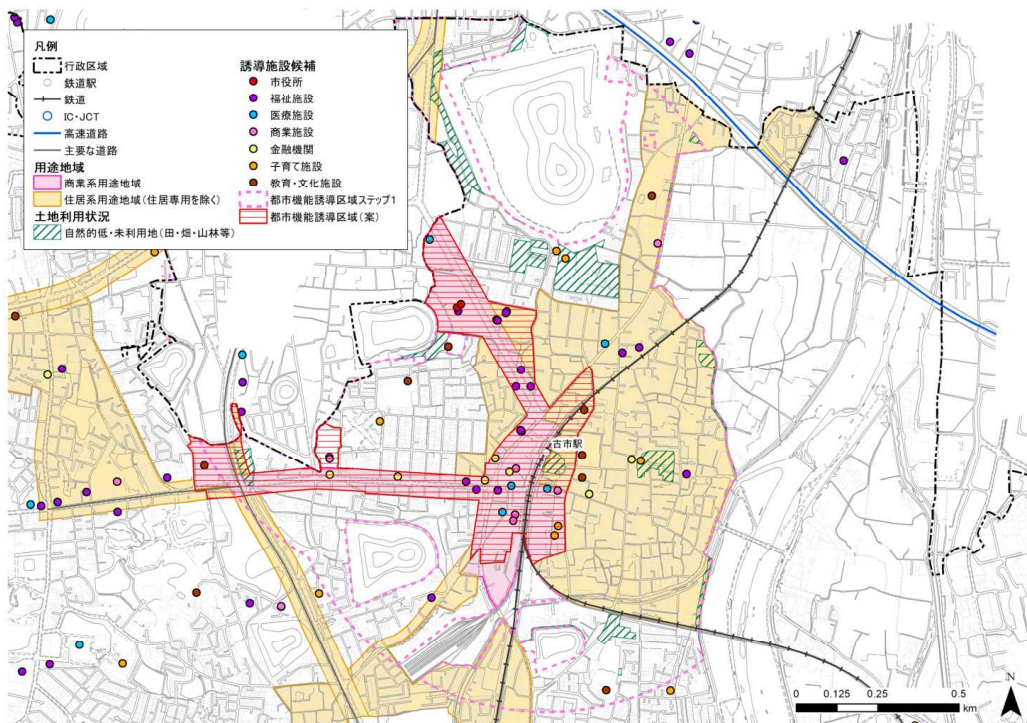 凡例
行政区域
鉄道駅
鉄道
IC・JCT
高速道路
主要な道路
用途地域
商業系用途地域
住居系用途地域(住居専用を除く)
土地利用状況
自然的低・未利用地(田・畑・山林等)
誘導施設候補
市役所
福祉施設
医療施設
商業施設
金融機関
子育て施設
教育・文化施設
都市機能誘導区域ステップ1
都市機能誘導区域(案)
古市駅
N
0 0.125 0.25 0.5
km